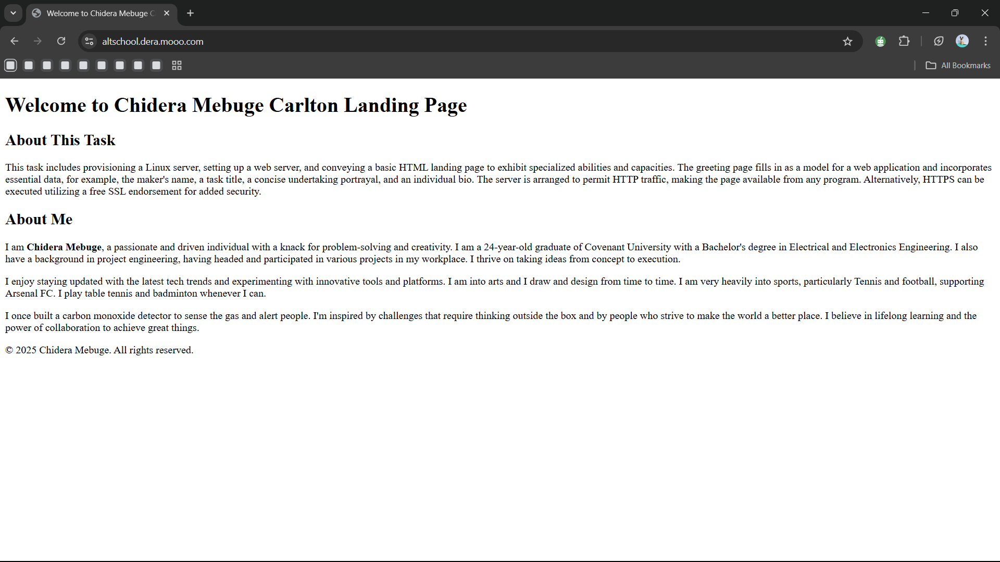 Welcome to Chidera Mebuge C
altschool.dera.mooo.com
All Bookmarks
Welcome to Chidera Mebuge Carlton Landing Page
About This Task
This task includes provisioning a Linux server, setting up a web server, and conveying a basic HTML landing page to exhibit specialized abilities and capacities. The greeting page fills in as a model for a web application and incorporates
essential data, for example, the maker's name, a task title, a concise undertaking portrayal, and an individual bio. The server is arranged to permit HTTP traffic, making the page available from any program. Alternatively, HTTPS can be
executed utilizing a free SSL endorsement for added security.
About Me
I am Chidera Mebuge, a passionate and driven individual with a knack for problem-solving and creativity. I am a 24-year-old graduate of Covenant University with a Bachelor's degree in Electrical and Electronics Engineering. I also
have a background in project engineering, having headed and participated in various projects in my workplace. I thrive on taking ideas from concept to execution.
I enjoy staying updated with the latest tech trends and experimenting with innovative tools and platforms. I am into arts and I draw and design from time to time. I am very heavily into sports, particularly Tennis and football, supporting
Arsenal FC. I play table tennis and badminton whenever I can.
I once built a carbon monoxide detector to sense the gas and alert people. I'm inspired by challenges that require thinking outside the box and by people who strive to make the world a better place. I believe in lifelong learning and the
power of collaboration to achieve great things.
© 2025 Chidera Mebuge. All rights reserved.